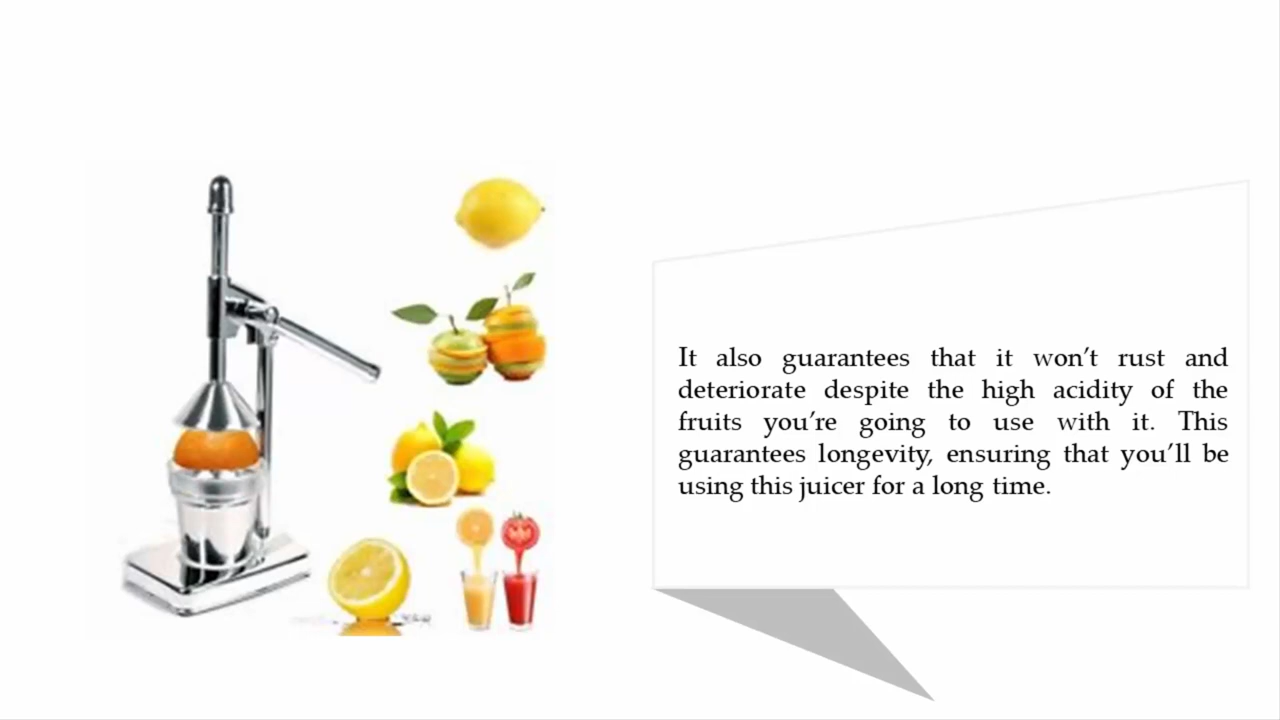 It also guarantees that it won’t rust and
deteriorate despite the high acidity of the
fruits you’re going to use with it. This
guarantees longevity, ensuring that you’ll be
using this juicer for a long time.